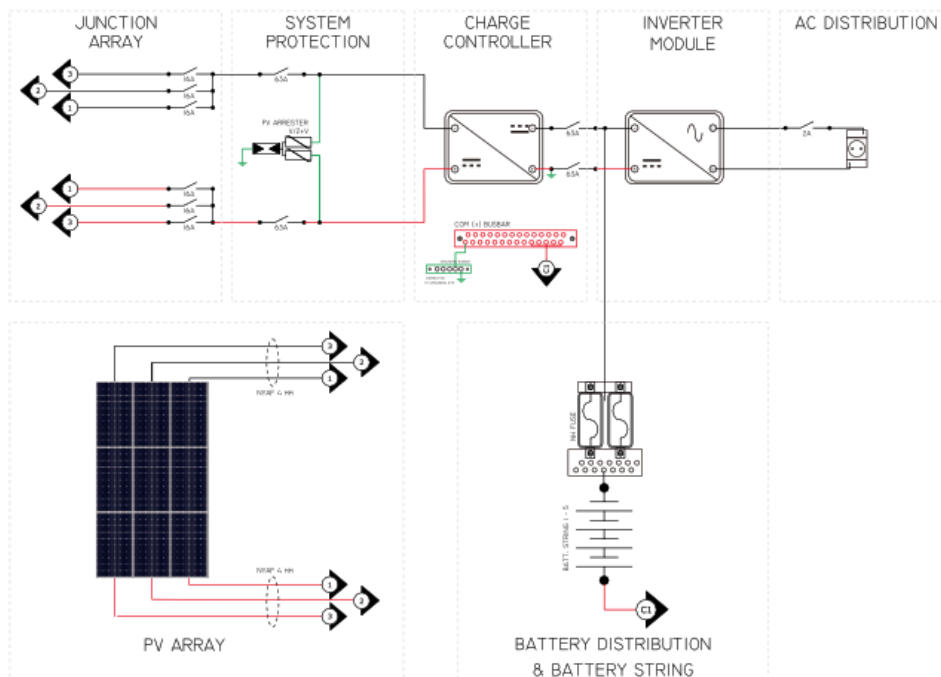 JUNCTION
ARRAY
SYSTEM
PROTECTION
CHARGE
CONTROLLER
INVERTER
MODULE
AC DISTRIBUTION
3
2
1
16A
16A
16A
63A
PV ARRESTER
V/2+V
63A
2A
1
2
3
16A
16A
16A
63A
63A
COM (+) BUSBAR
C1
3
2
1
NYAF 4 MM
NYAF 4 MM
1
2
3
PV ARRAY
NH FUSE
BATT. STRING 1 - 5
C1
BATTERY DISTRIBUTION
& BATTERY STRING